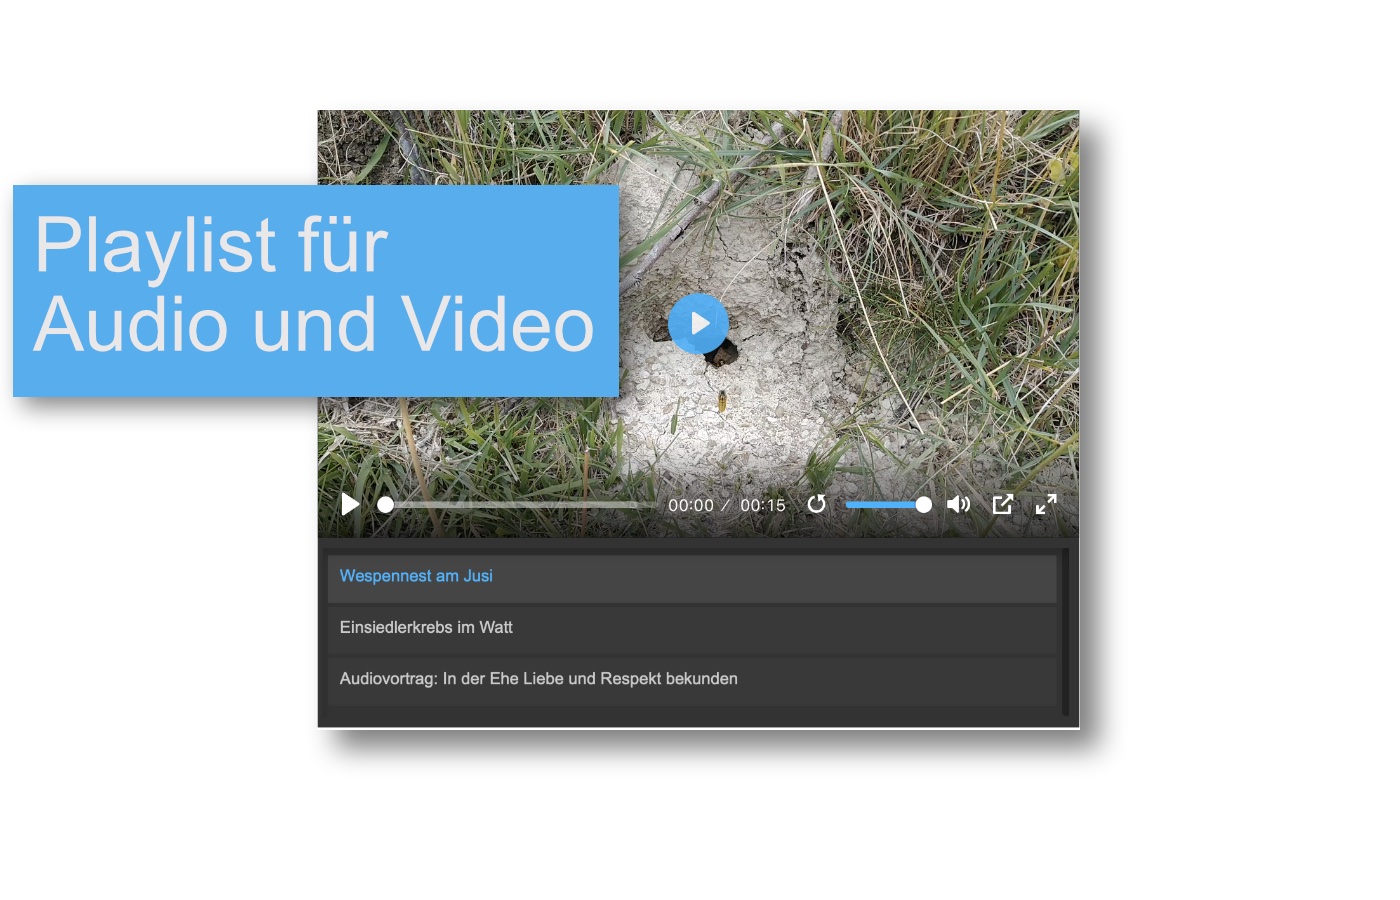 Playlist für
Audio und Video
00:00 / 00:15
Wespennest am Jusi
Einsiedlerkrebs im Watt
Audiovortrag: In der Ehe Liebe und Respekt bekunden